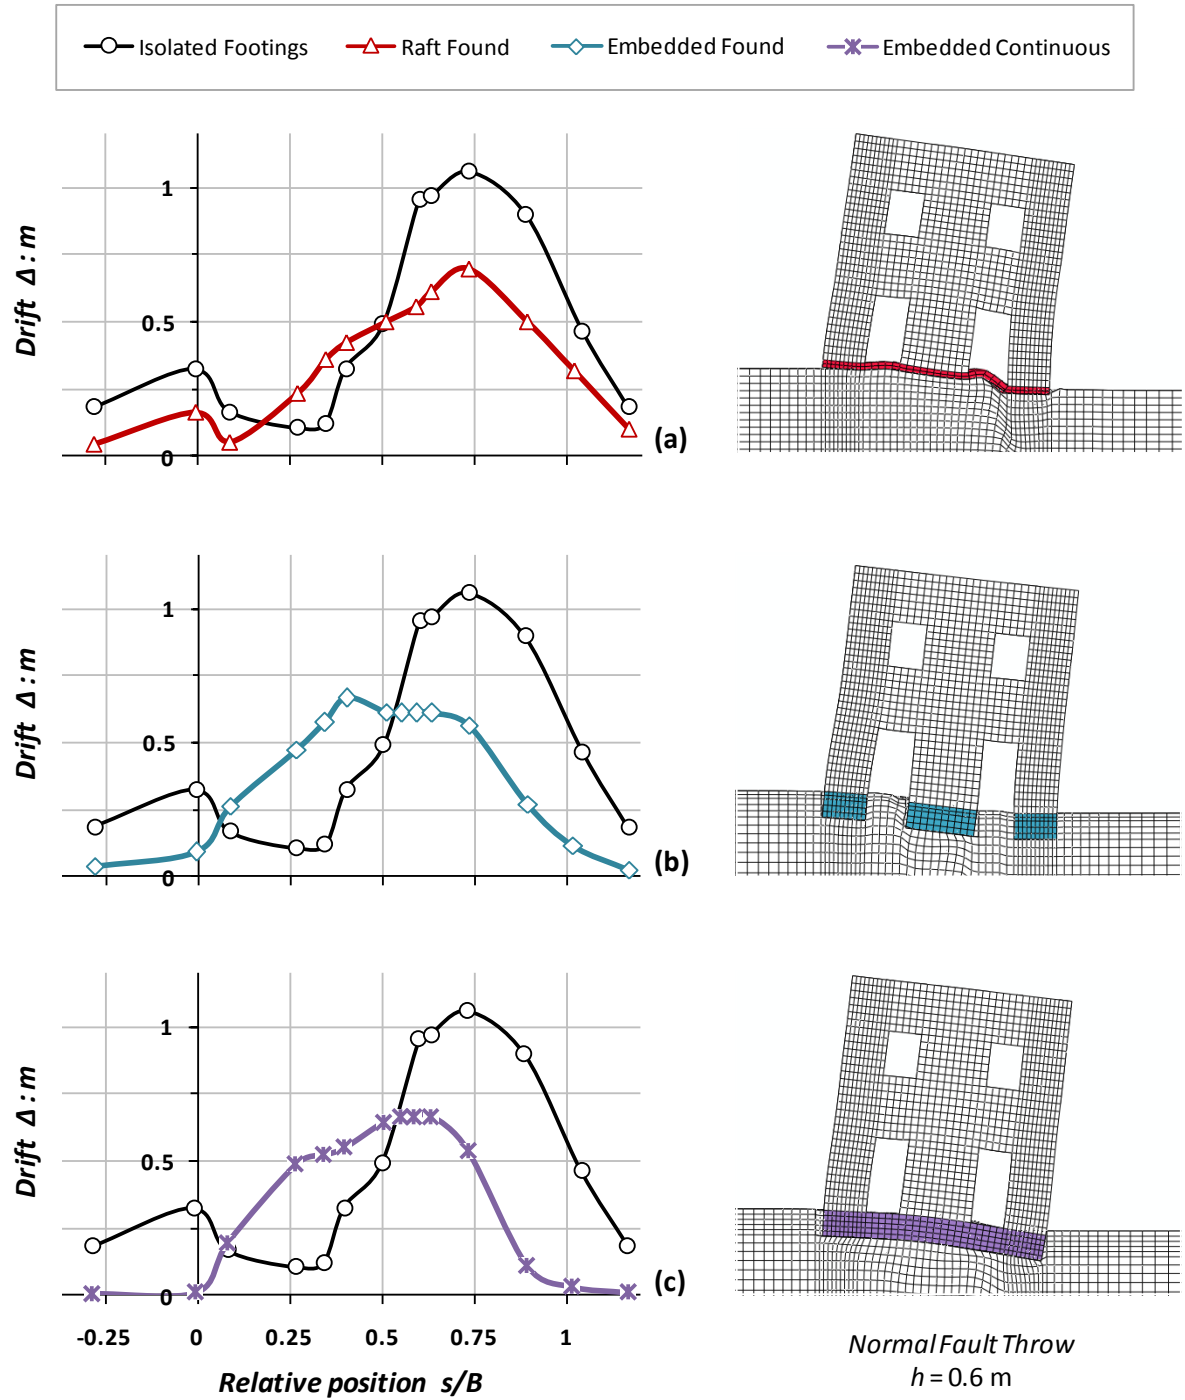 Isolated Footings Raft Found Embedded Found Embedded Continuous
Drift Δ : m
1
0.5
0
(a)
Drift Δ : m
1
0.5
0
(b)
Drift Δ : m
1
0.5
0
(c)
-0.25 0 0.25 0.5 0.75 1
Relative position s/B
Normal Fault Throw
h = 0.6 m